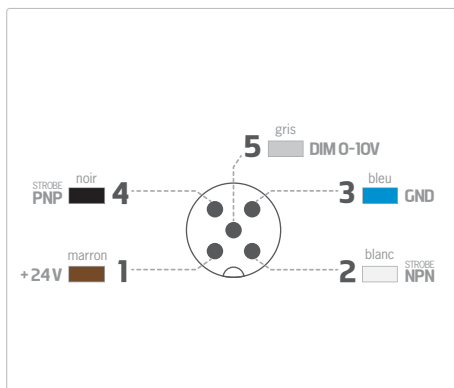 gris
5 DIM 0-10V
noir
STROBE
PNP 4
bleu
3 GND
marron
+24V 1
blanc
2 STROBE
NPN